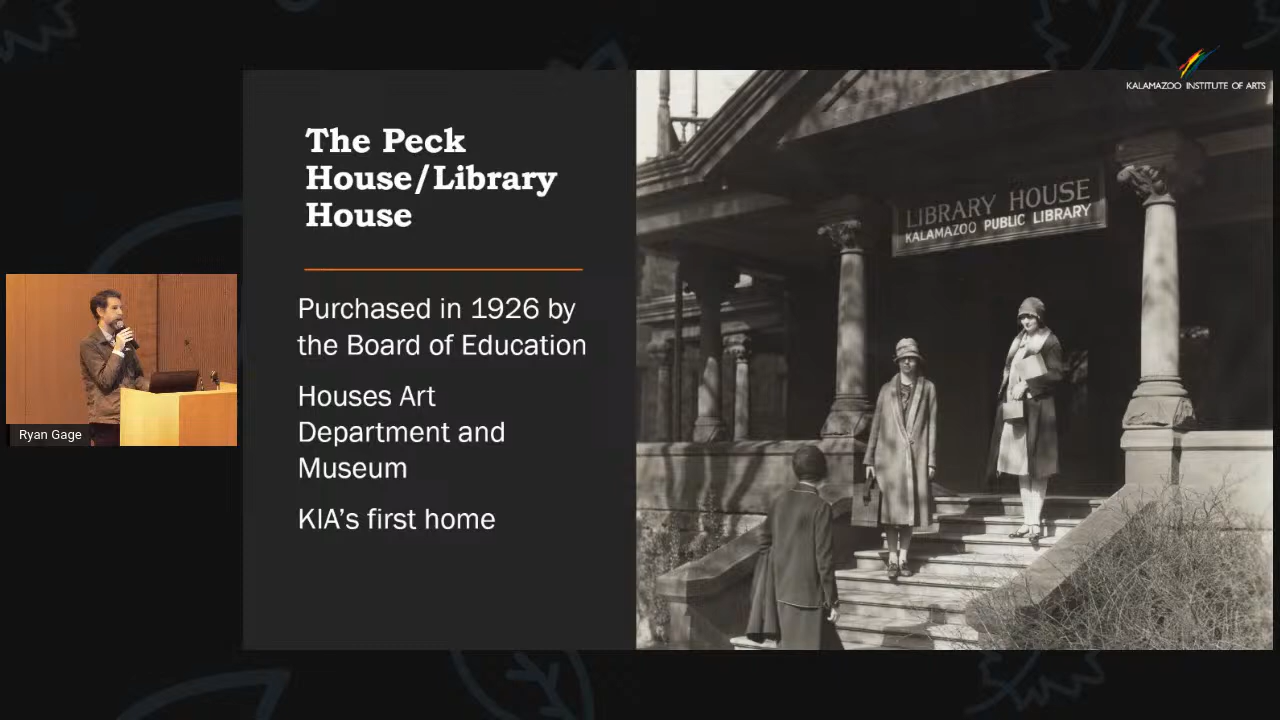 KALAMAZOO INSTITUTE OF ARTS
The Peck
House/Library
House
Purchased in 1926 by
the Board of Education
Houses Art
Department and
Museum
KIA's first home
LIBRARY HOUSE
KALAMAZOO PUBLIC LIBRARY
Ryan Gage